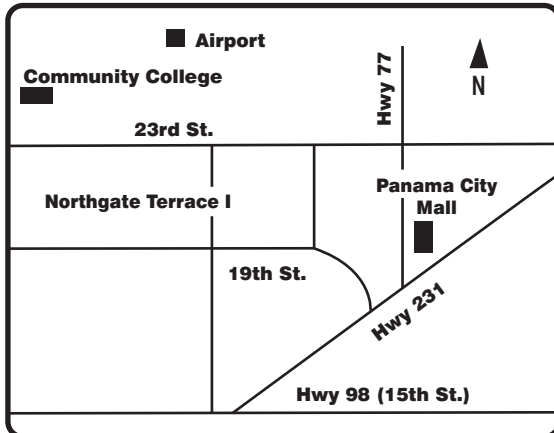 Airport
Community College
Hwy 77
N
23rd St.
Northgate Terrace I
Panama City
Mall
19th St.
Hwy 231
Hwy 98 (15th St.)